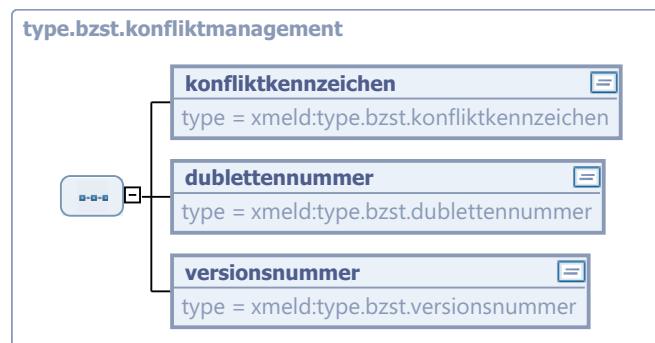 type.bzst.konfliktmanagement
konfliktkennzeichen
type = xmeld:type.bzst.konfliktkennzeichen
dublettennummer
type = xmeld:type.bzst.dublettennummer
versionsnummer
type = xmeld:type.bzst.versionsnummer